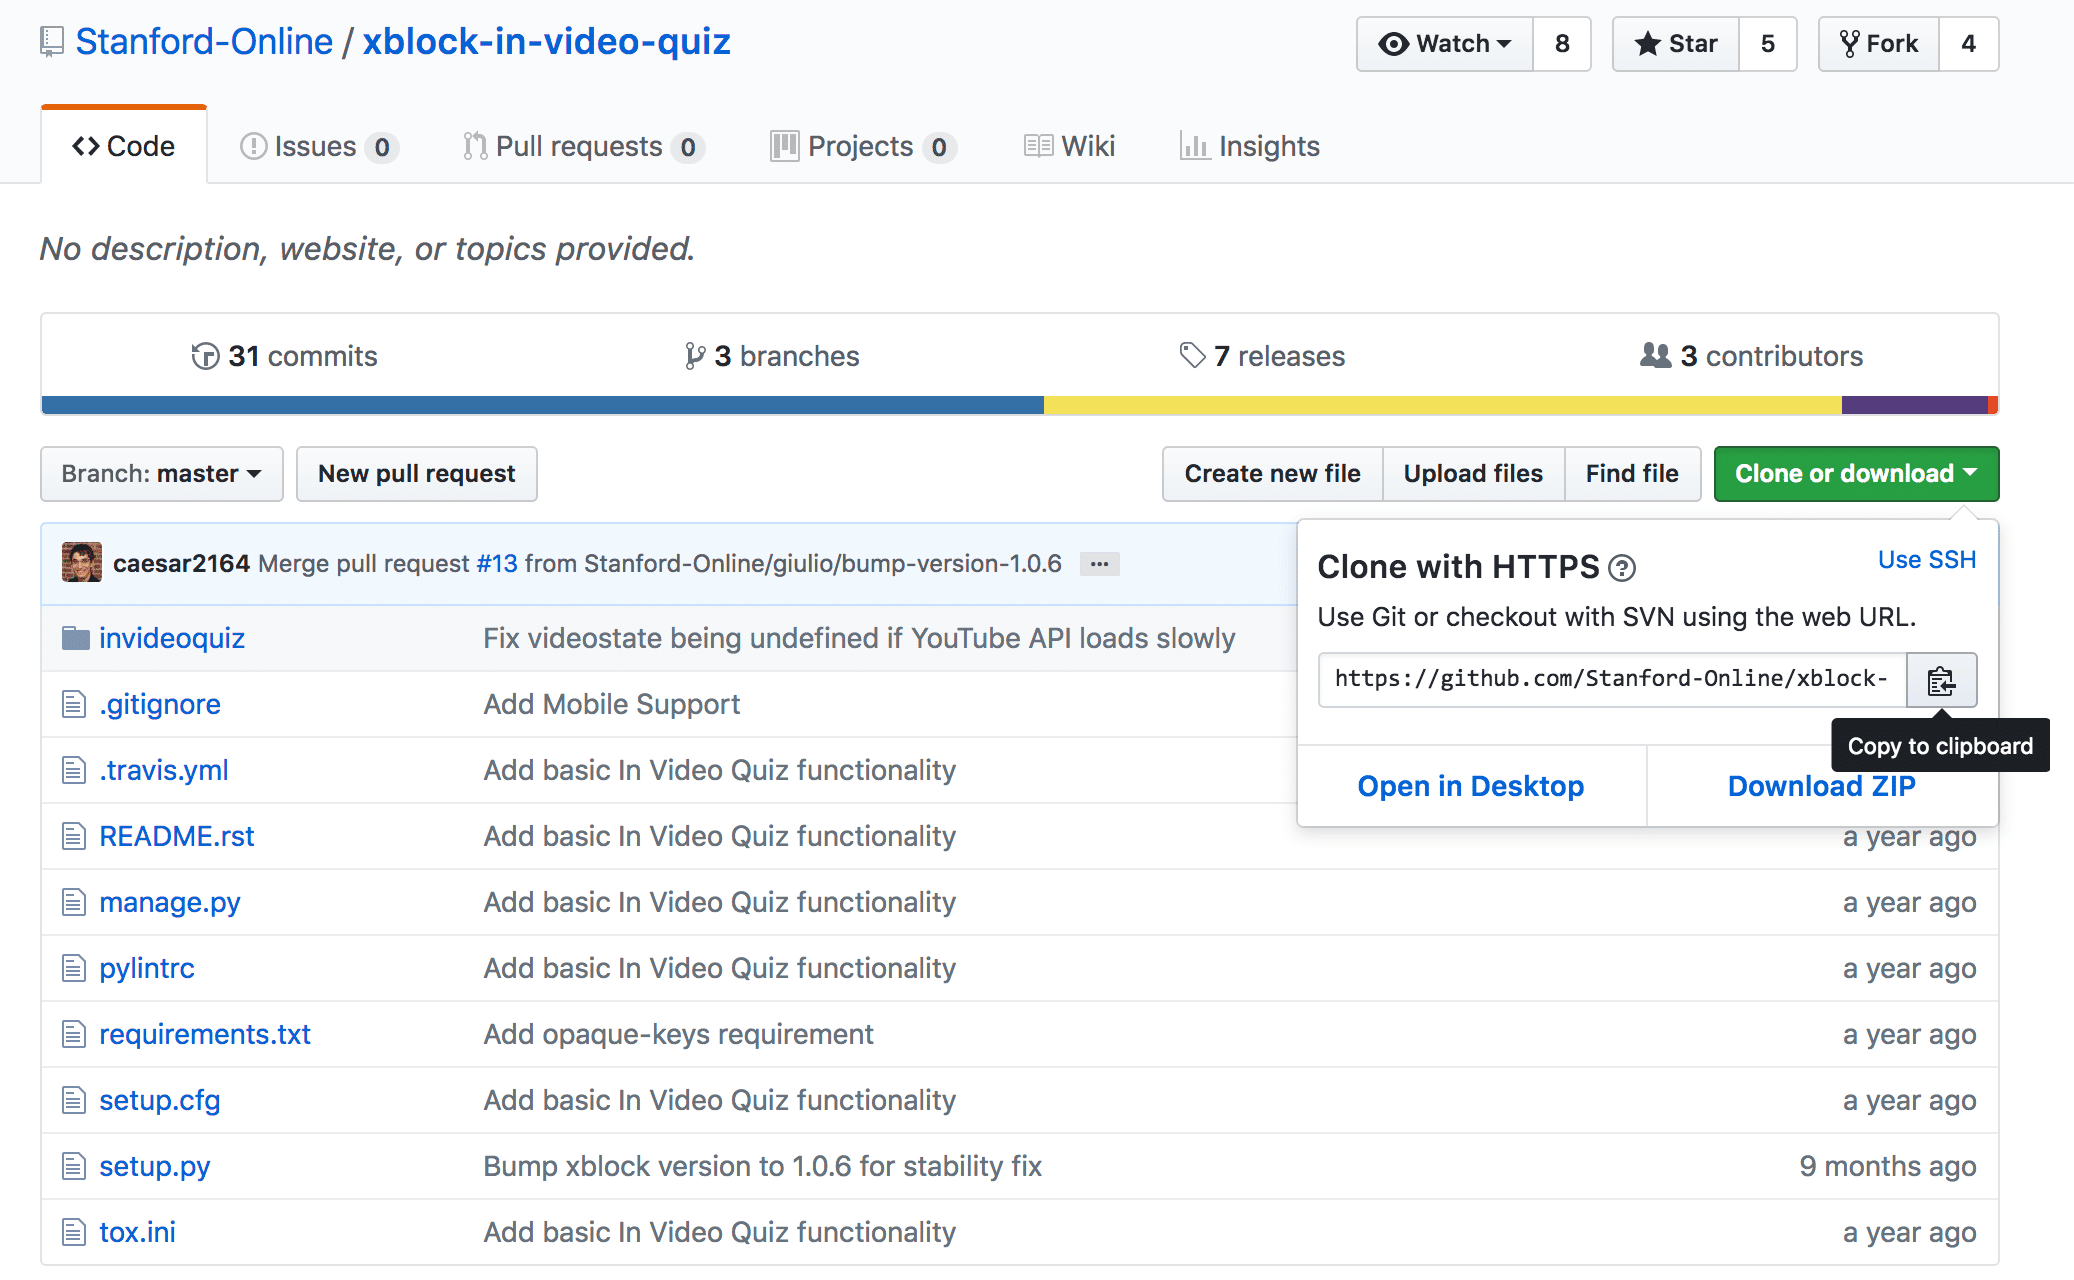 Stanford-Online / xblock-in-video-quiz
Watch 8 Star 5 Fork 4
Code Issues 0 Pull requests 0 Projects 0 Wiki Insights
No description, website, or topics provided.
31 commits 3 branches 7 releases 3 contributors
Branch: master New pull request Create new file Upload files Find file Clone or download
caesar2164 Merge pull request #13 from Stanford-Online/giulio/bump-version-1.0.6 ...
Clone with HTTPS ? Use SSH
Use Git or checkout with SVN using the web URL.
https://github.com/Stanford-Online/xblock-
Copy to clipboard
Open in Desktop Download ZIP
invideoquiz Fix videostate being undefined if YouTube API loads slowly
.gitignore Add Mobile Support
.travis.yml Add basic In Video Quiz functionality
README.rst Add basic In Video Quiz functionality a year ago
manage.py Add basic In Video Quiz functionality a year ago
pylintrc Add basic In Video Quiz functionality a year ago
requirements.txt Add opaque-keys requirement a year ago
setup.cfg Add basic In Video Quiz functionality a year ago
setup.py Bump xblock version to 1.0.6 for stability fix 9 months ago
tox.ini Add basic In Video Quiz functionality a year ago